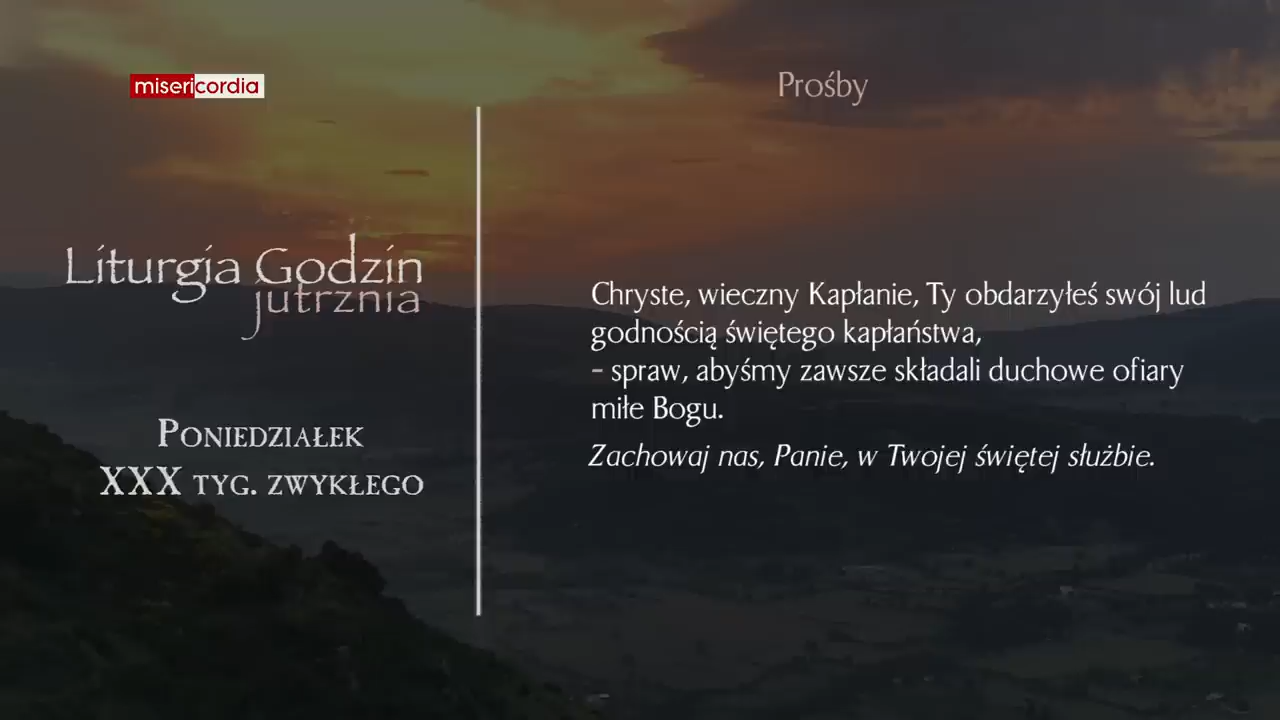 misericordia
Prośby
Liturgia Godzin
jutrznia
Poniedziałek
XXX tyg. zwykłego
Chryste, wieczny Kapłanie, Ty obdarzyłeś swój lud
godnością świętego kapłaństwa,
- spraw, abyśmy zawsze składali duchowe ofiary
miłe Bogu.
Zachowaj nas, Panie, w Twojej świętej służbie.